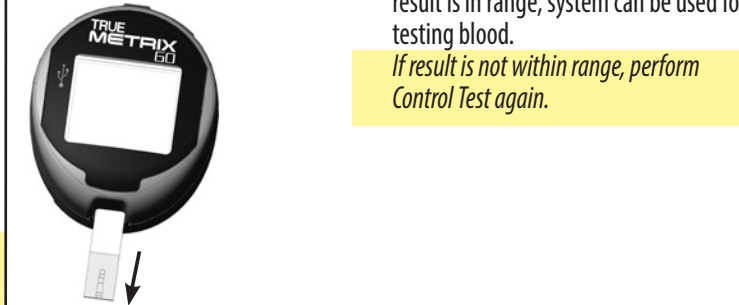 TRUE
METRIX
GO
result is in range, system can be used fo
testing blood.
If result is not within range, perform
Control Test again.